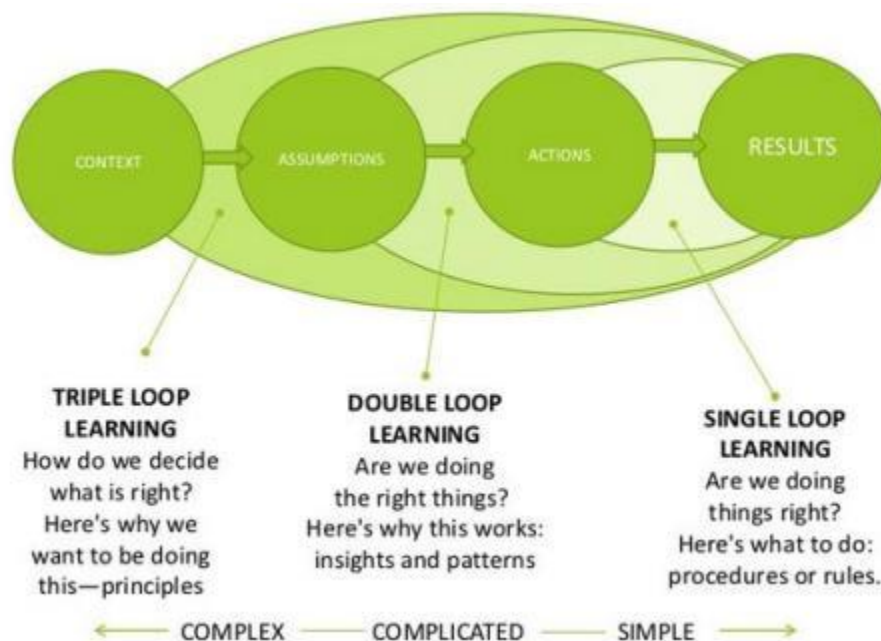 CONTEXT
ASSUMPTIONS
ACTIONS
RESULTS
TRIPLE LOOP
LEARNING
How do we decide
what is right?
Here's why we
want to be doing
this—principles
DOUBLE LOOP
LEARNING
Are we doing
the right things?
Here's why this works:
insights and patterns
SINGLE LOOP
LEARNING
Are we doing
things right?
Here's what to do:
procedures or rules.
COMPLEX
COMPLICATED
SIMPLE